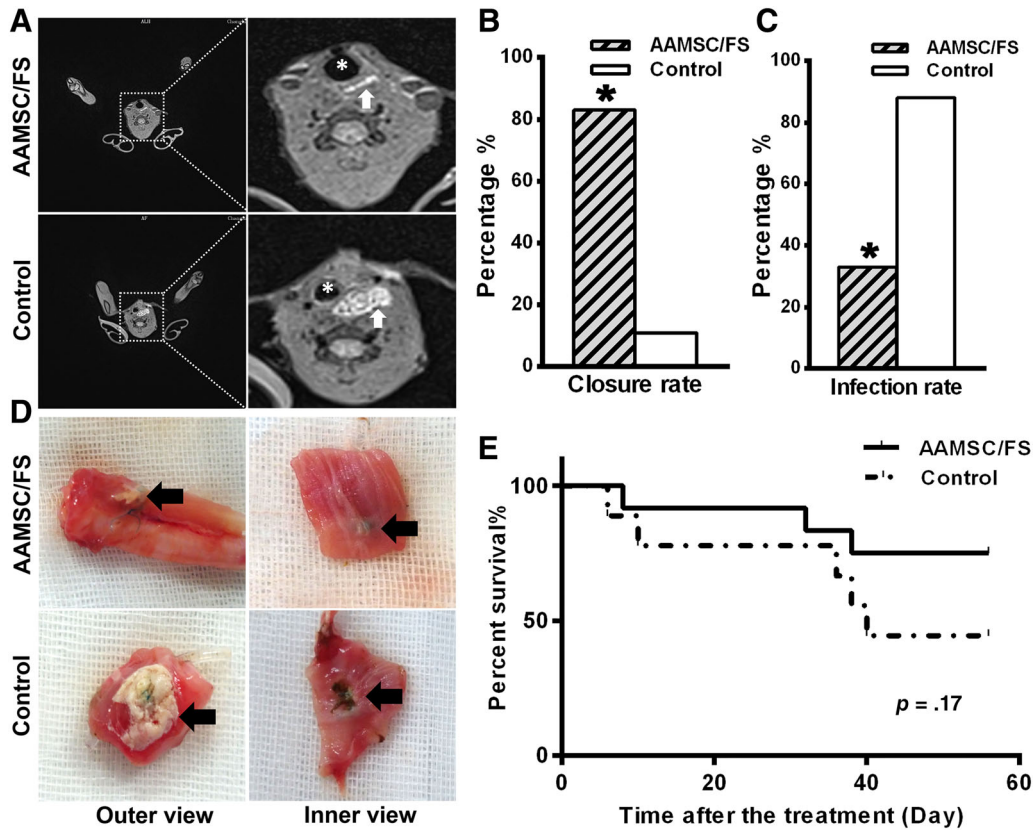 A
AAMSC/FS
Control
ALH
AF
*
*
B
AAMSC/FS
Control
Percentage %
100
80
60
40
20
0
*
Closure rate
C
AAMSC/FS
Control
Percentage %
100
80
60
40
20
0
*
Infection rate
D
AAMSC/FS
Control
Outer view
Inner view
E
AAMSC/FS
Control
Percent survival%
100
50
0
p = .17
0
20
40
60
Time after the treatment (Day)